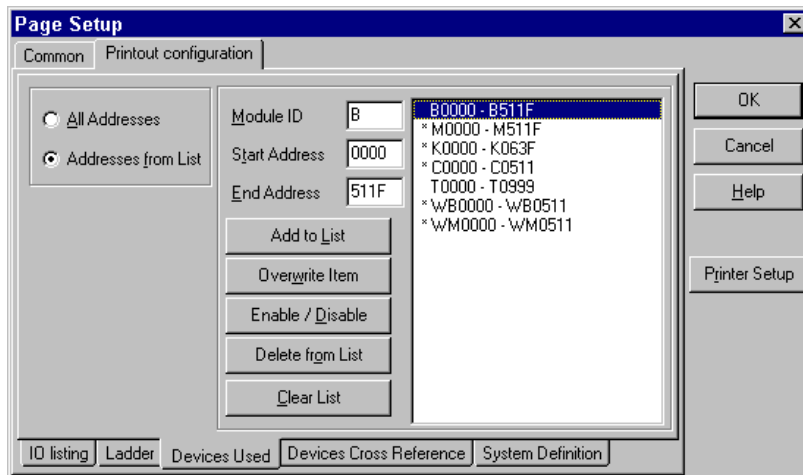 Page Setup
Common
Printout configuration
All Addresses
Addresses from List
Module ID
B
Start Address
0000
End Address
511F
Add to List
Overwrite Item
Enable / Disable
Delete from List
Clear List
B0000 - B511F
* M0000 - M511F
* K0000 - K063F
* C0000 - C0511
T0000 - T0999
* WB0000 - WB0511
* WM0000 - WM0511
OK
Cancel
Help
Printer Setup
IO listing
Ladder
Devices Used
Devices Cross Reference
System Definition